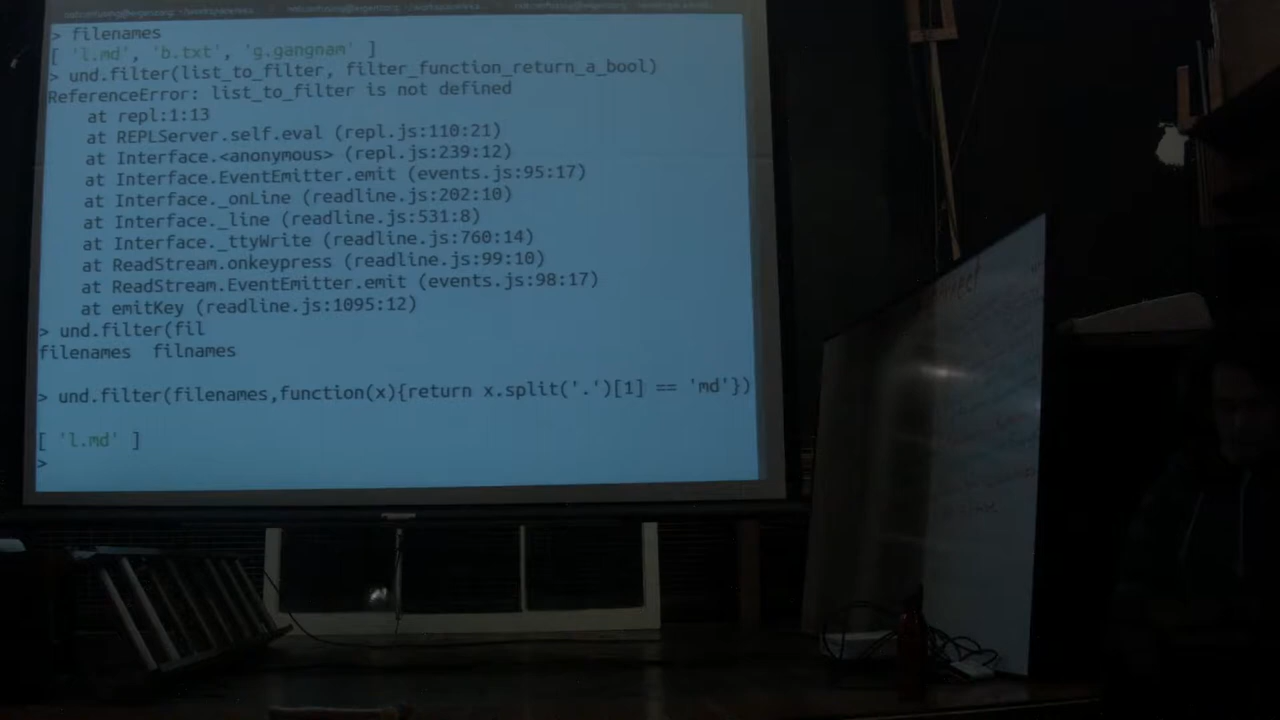 > filenames
[ 'l.md', 'b.txt', 'g.gangnam' ]
> und.filter(list_to_filter, filter_function_return_a_bool)
ReferenceError: list_to_filter is not defined
at repl:1:13
at REPLServer.self.eval (repl.js:110:21)
at Interface.<anonymous> (repl.js:239:12)
at Interface.EventEmitter.emit (events.js:95:17)
at Interface._onLine (readline.js:202:10)
at Interface._line (readline.js:531:8)
at Interface._ttyWrite (readline.js:760:14)
at ReadStream.onkeypress (readline.js:99:10)
at ReadStream.EventEmitter.emit (events.js:98:17)
at emitKey (readline.js:1095:12)
> und.filter(fil
filenames  filnames
> und.filter(filenames,function(x){return x.split('.')[1] == 'md'})
[ 'l.md' ]
>